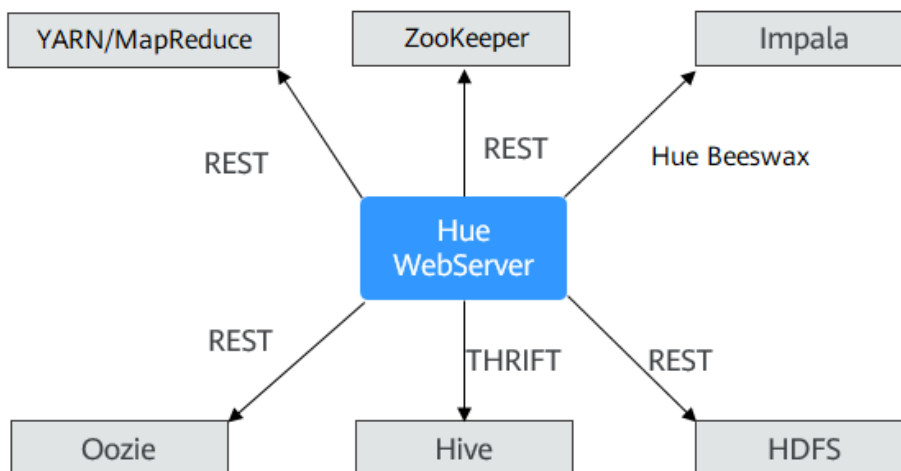 YARN/MapReduce
ZooKeeper
Impala
REST
REST
Hue Beeswax
Hue
WebServer
REST
THRIFT
REST
Oozie
Hive
HDFS